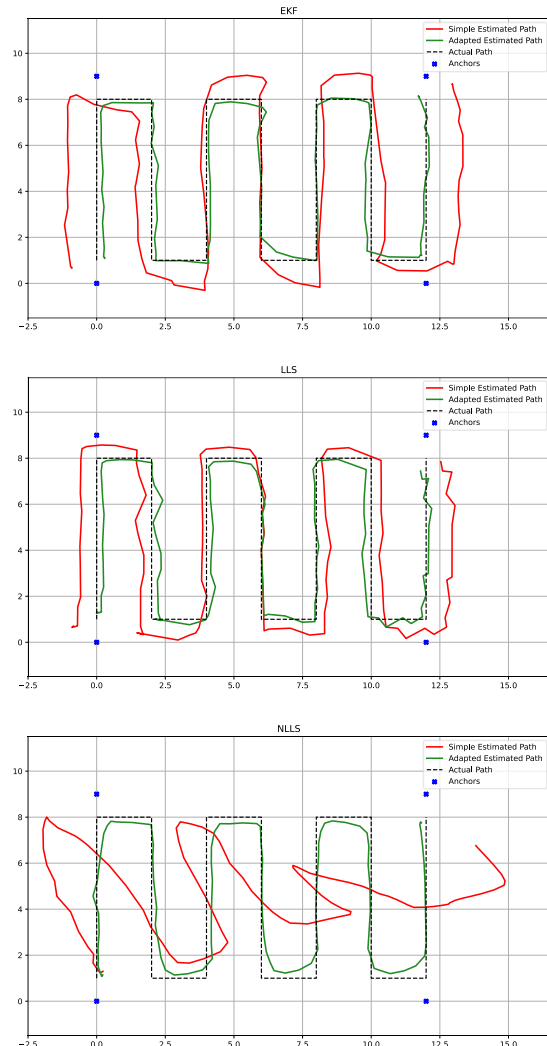 EKF
Simple Estimated Path
Adapted Estimated Path
Actual Path
Anchors
10
8
6
4
2
0
−2.5 0.0 2.5 5.0 7.5 10.0 12.5 15.0
LLS
Simple Estimated Path
Adapted Estimated Path
Actual Path
Anchors
10
8
6
4
2
0
−2.5 0.0 2.5 5.0 7.5 10.0 12.5 15.0
NLLS
Simple Estimated Path
Adapted Estimated Path
Actual Path
Anchors
10
8
6
4
2
0
−2.5 0.0 2.5 5.0 7.5 10.0 12.5 15.0